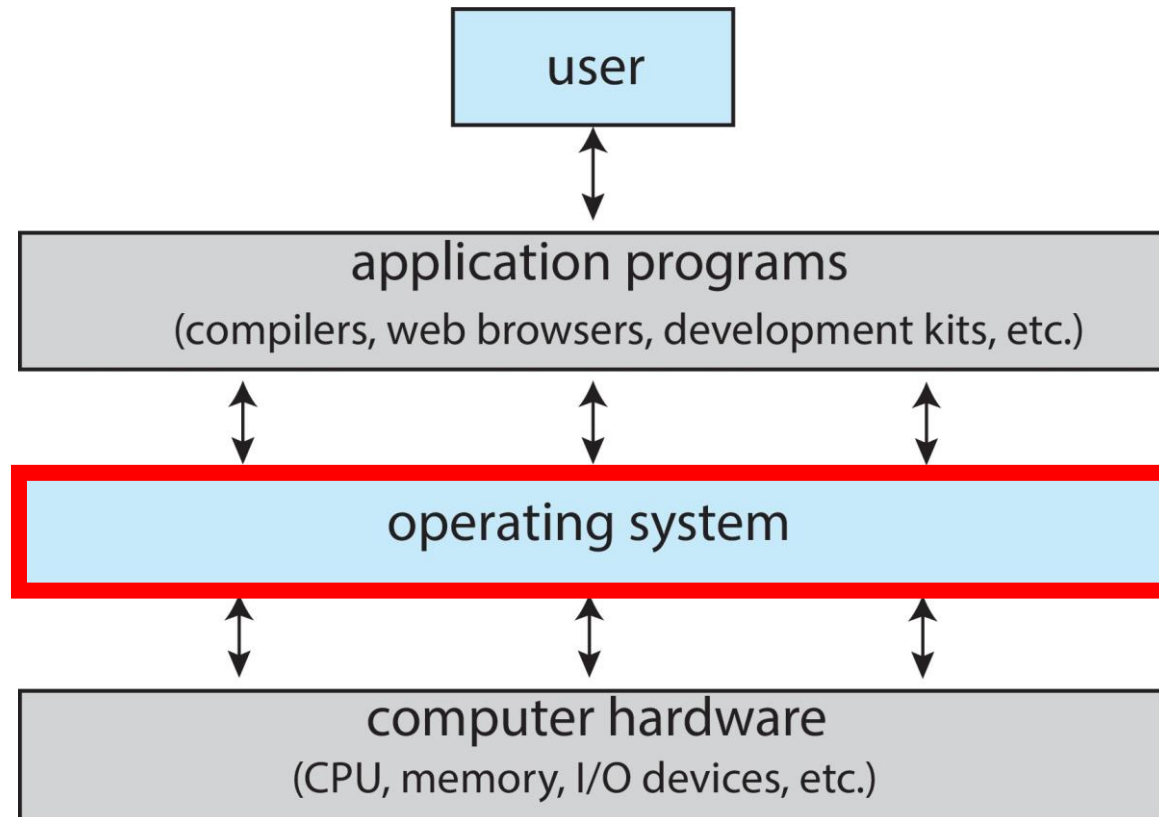 user
application programs
(compilers, web browsers, development kits, etc.)
operating system
computer hardware
(CPU, memory, I/O devices, etc.)